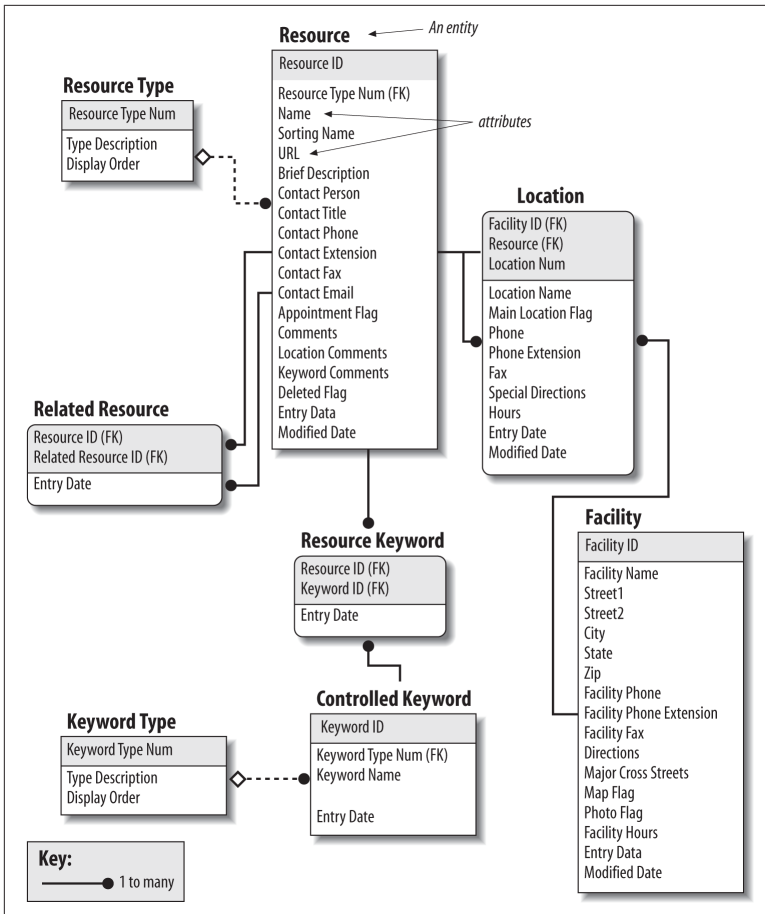 Resource
An entity
Resource ID
Resource Type Num (FK)
Name
Sorting Name
URL
Brief Description
Contact Person
Contact Title
Contact Phone
Contact Extension
Contact Fax
Contact Email
Appointment Flag
Comments
Location Comments
Keyword Comments
Deleted Flag
Entry Data
Modified Date
attributes
Resource Type
Resource Type Num
Type Description
Display Order
Location
Facility ID (FK)
Resource (FK)
Location Num
Location Name
Main Location Flag
Phone
Phone Extension
Fax
Special Directions
Hours
Entry Date
Modified Date
Related Resource
Resource ID (FK)
Related Resource ID (FK)
Entry Date
Resource Keyword
Resource ID (FK)
Keyword ID (FK)
Entry Date
Facility
Facility ID
Facility Name
Street1
Street2
City
State
Zip
Facility Phone
Facility Phone Extension
Facility Fax
Directions
Major Cross Streets
Map Flag
Photo Flag
Facility Hours
Entry Data
Modified Date
Controlled Keyword
Keyword ID
Keyword Type Num (FK)
Keyword Name
Entry Date
Keyword Type
Keyword Type Num
Type Description
Display Order
Key:
1 to many